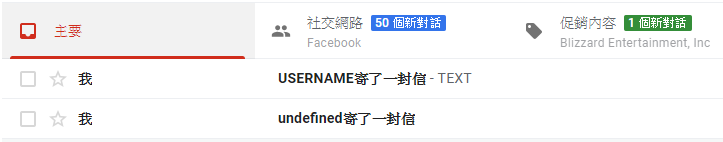 主要
社交網路 50 個新對話
Facebook
促銷內容 1 個新對話
Blizzard Entertainment, Inc
我 USERNAME寄了一封信 - TEXT
我 undefined寄了一封信